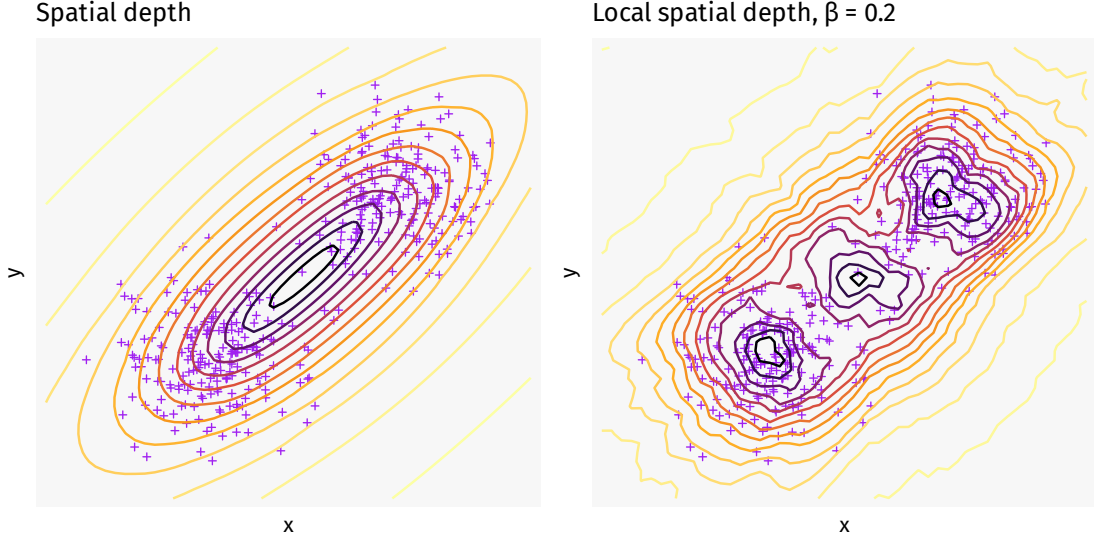 Spatial depth
Local spatial depth, β = 0.2
y
y
x
x